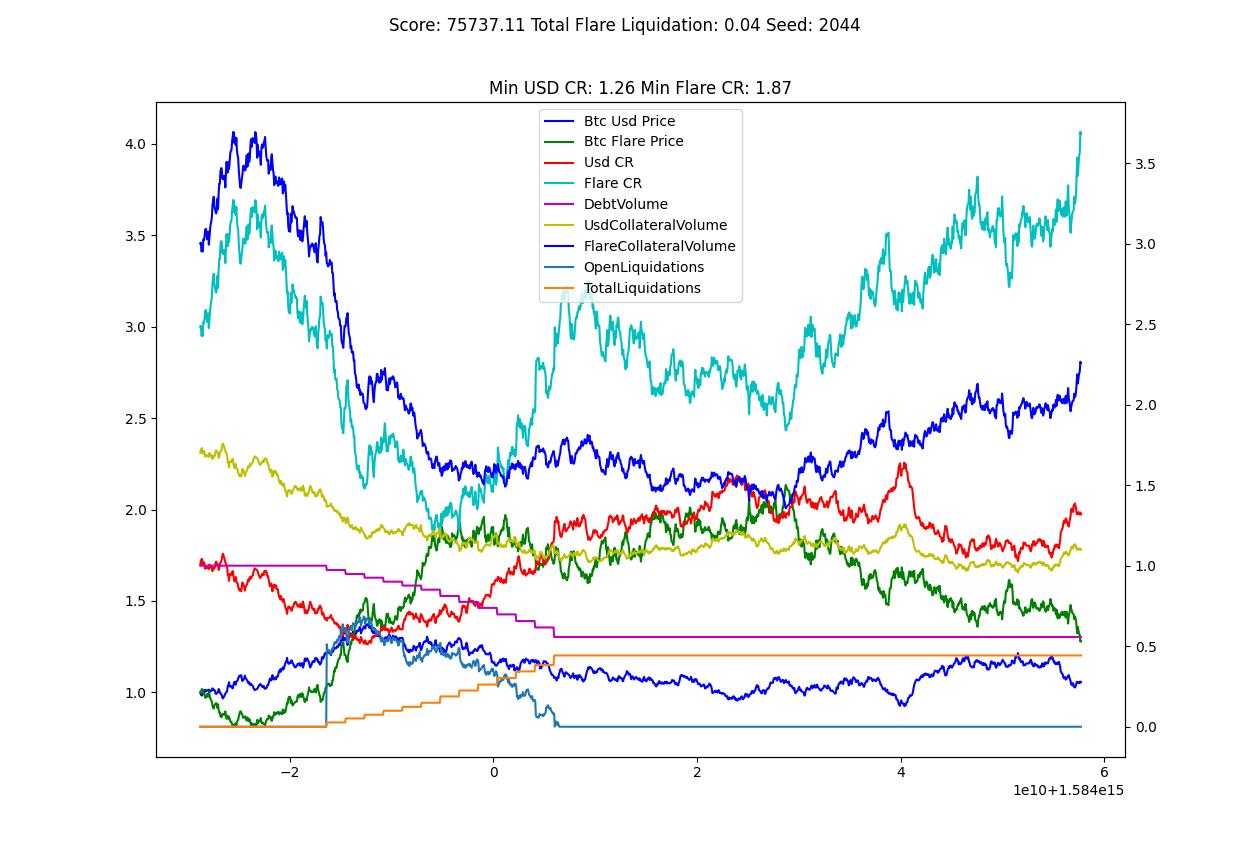 Score: 75737.11 Total Flare Liquidation: 0.04 Seed: 2044
Min USD CR: 1.26 Min Flare CR: 1.87
Btc Usd Price
Btc Flare Price
Usd CR
Flare CR
DebtVolume
UsdCollateralVolume
FlareCollateralVolume
OpenLiquidations
TotalLiquidations
4.0
3.5
3.0
2.5
2.0
1.5
1.0
3.5
3.0
2.5
2.0
1.5
1.0
0.5
0.0
−2 0 2 4 6
1e10+1.584e15